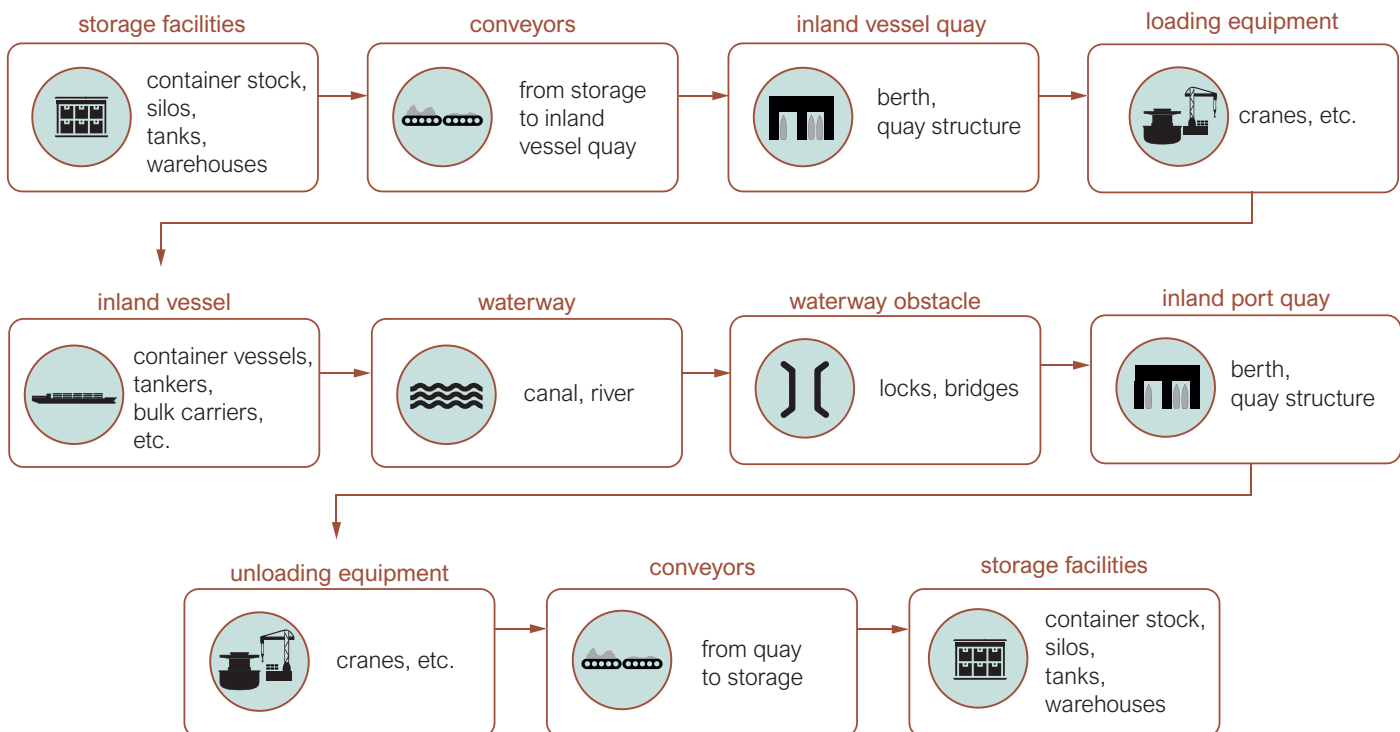 storage facilities
container stock,
silos,
tanks,
warehouses
conveyors
from storage
to inland
vessel quay
inland vessel quay
berth,
quay structure
loading equipment
cranes, etc.
inland vessel
container vessels,
tankers,
bulk carriers,
etc.
waterway
canal, river
waterway obstacle
locks, bridges
inland port quay
berth,
quay structure
unloading equipment
cranes, etc.
conveyors
from quay
to storage
storage facilities
container stock,
silos,
tanks,
warehouses